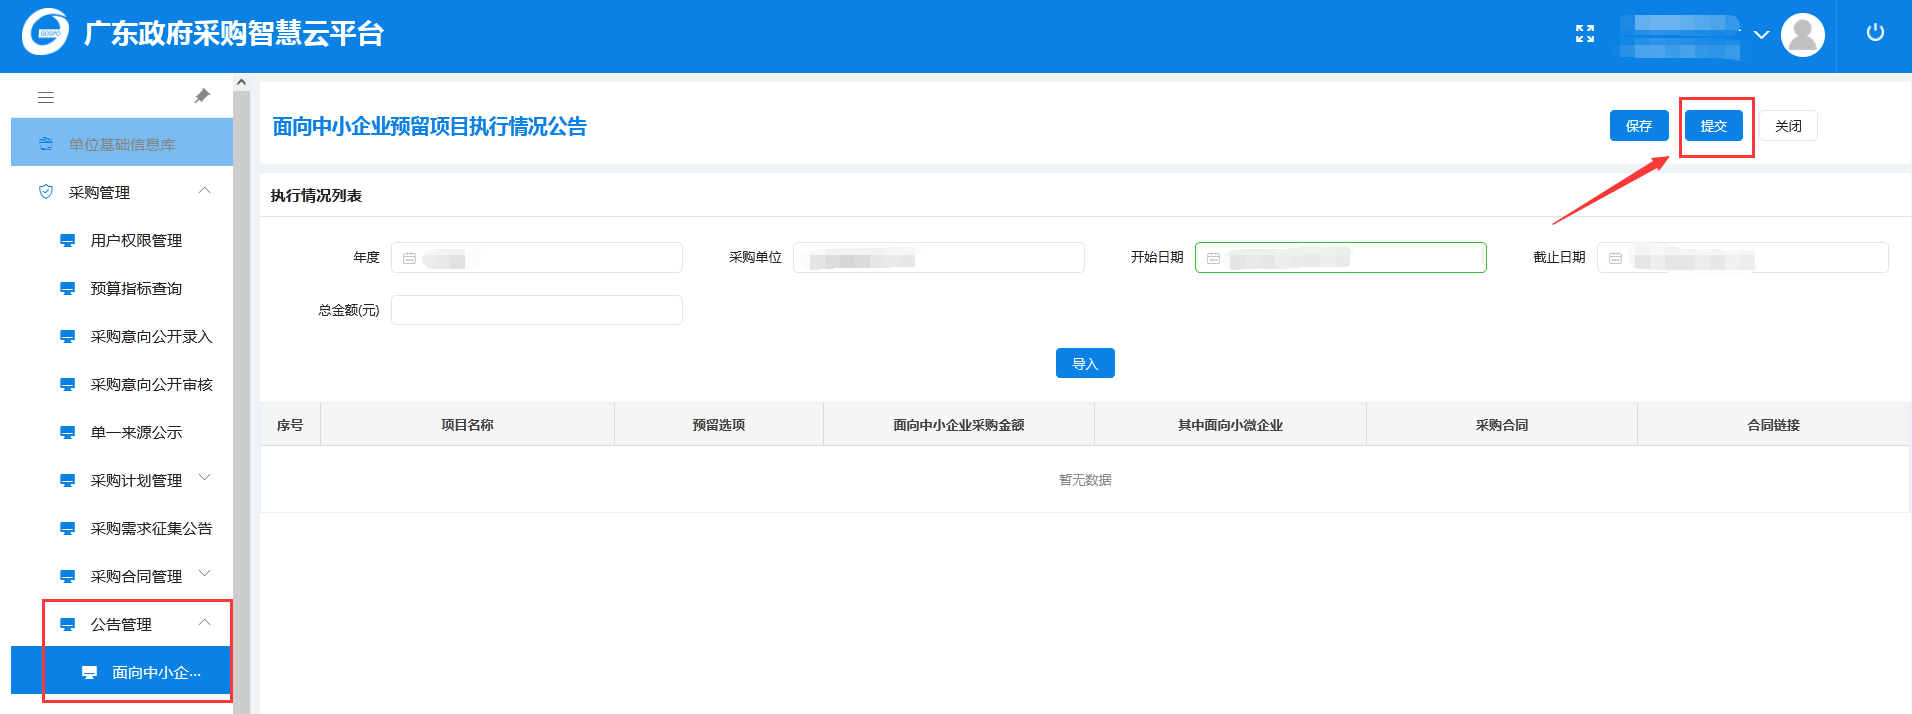 GDGPO
广东政府采购智慧云平台
单位基础信息库
采购管理
用户权限管理
预算指标查询
采购意向公开录入
采购意向公开审核
单一来源公示
采购计划管理
采购需求征集公告
采购合同管理
公告管理
面向中小企...
面向中小企业预留项目执行情况公告
保存
提交
关闭
执行情况列表
年度
采购单位
开始日期
截止日期
总金额(元)
导入
序号 项目名称 预留选项 面向中小企业采购金额 其中面向小微企业 采购合同 合同链接
暂无数据